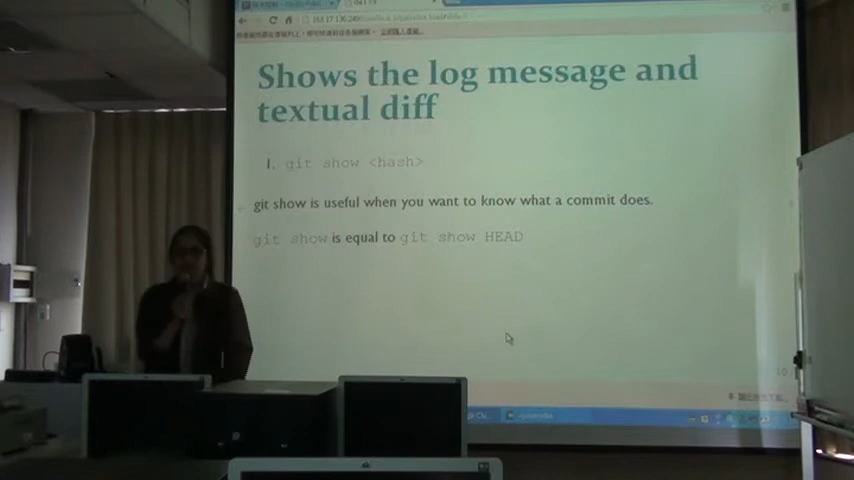 Shows the log message and
textual diff
1. git show <hash>
git show is useful when you want to know what a commit does.
git show is equal to git show HEAD
10